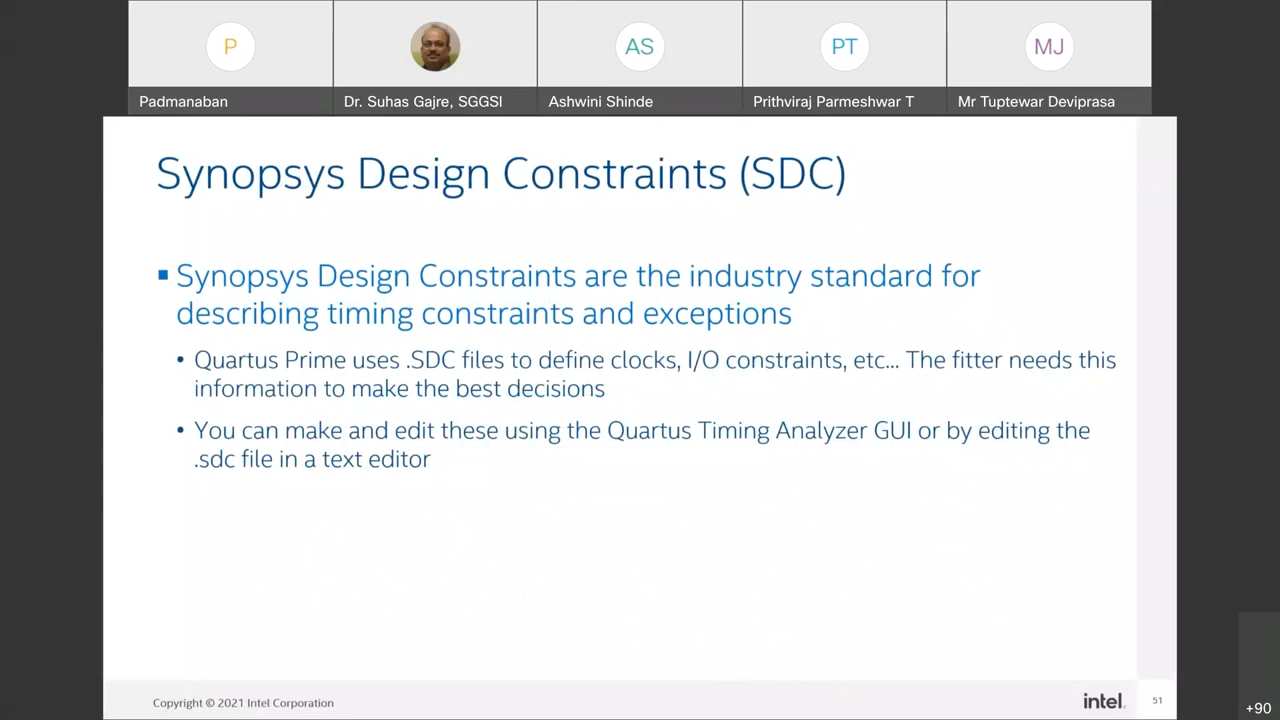 P
AS
PT
MJ
Padmanaban
Dr. Suhas Gajre, SGGSI
Ashwini Shinde
Prithviraj Parmeshwar T
Mr Tuptewar Deviprasa
Synopsys Design Constraints (SDC)
Synopsys Design Constraints are the industry standard for
describing timing constraints and exceptions
Quartus Prime uses .SDC files to define clocks, I/O constraints, etc... The fitter needs this
information to make the best decisions
You can make and edit these using the Quartus Timing Analyzer GUI or by editing the
.sdc file in a text editor
Copyright © 2021 Intel Corporation
intel.
51
+90